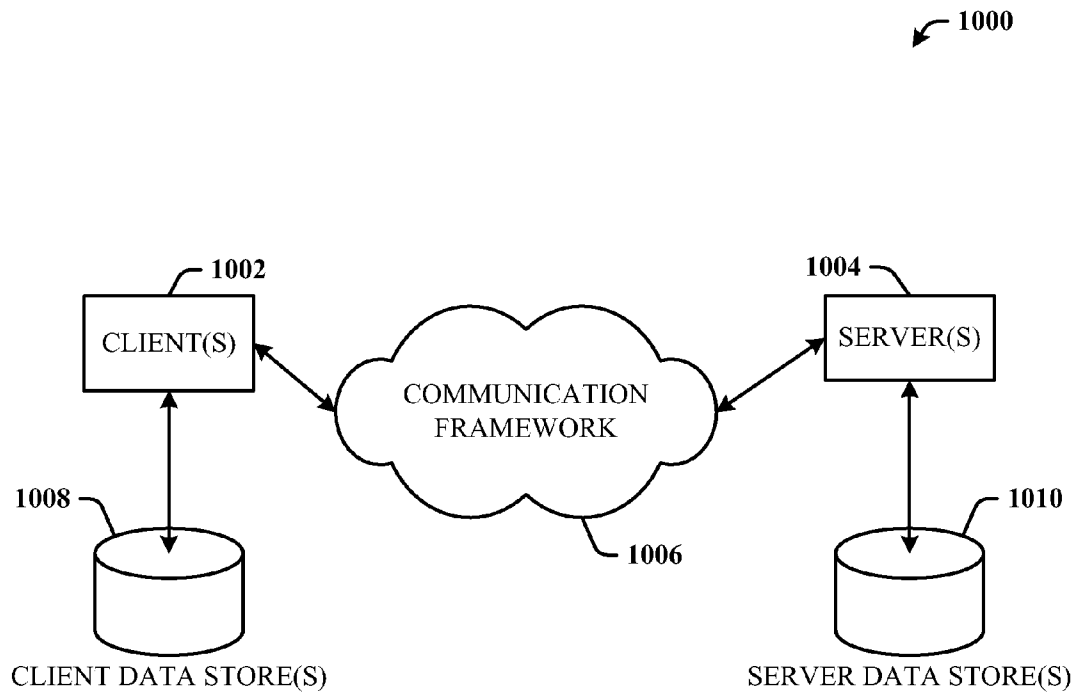 1000
1002
1004
CLIENT(S)
SERVER(S)
COMMUNICATION
FRAMEWORK
1008
1010
1006
CLIENT DATA STORE(S)
SERVER DATA STORE(S)